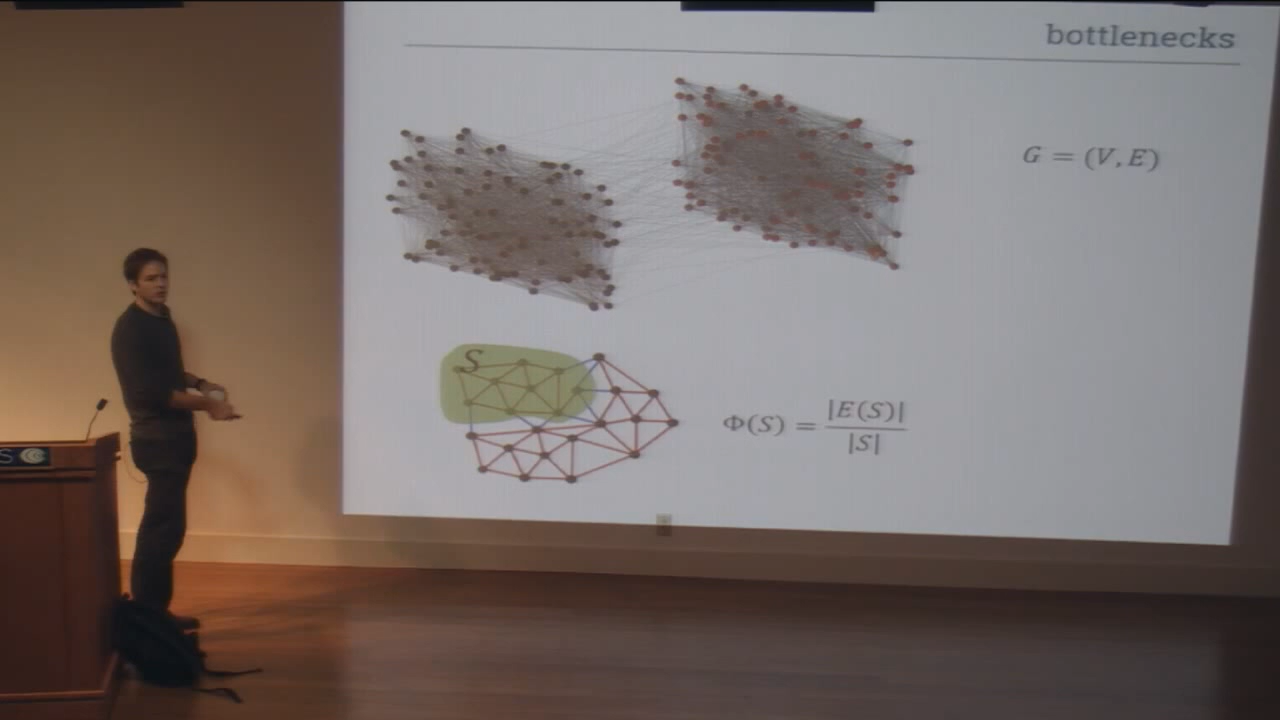 bottlenecks
G = (V, E)
S
Φ(S) = |E(S)| / |S|
S